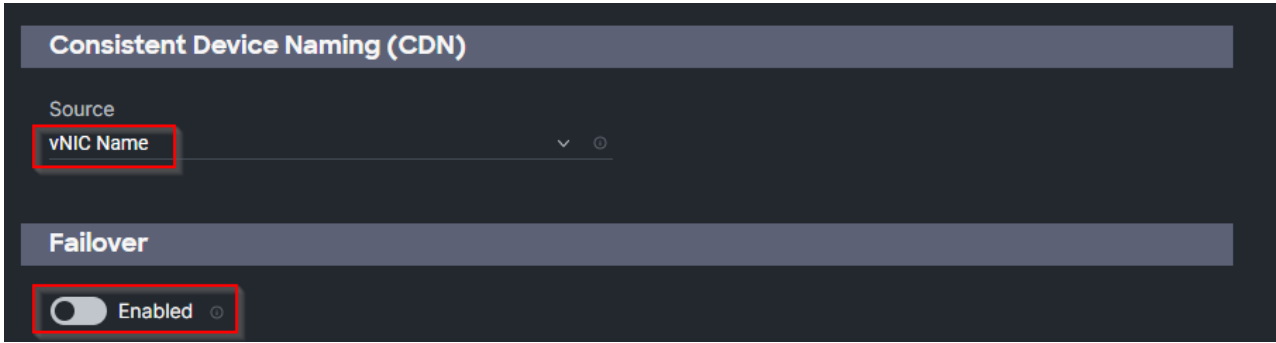 Consistent Device Naming (CDN)
Source
vNIC Name
Failover
Enabled